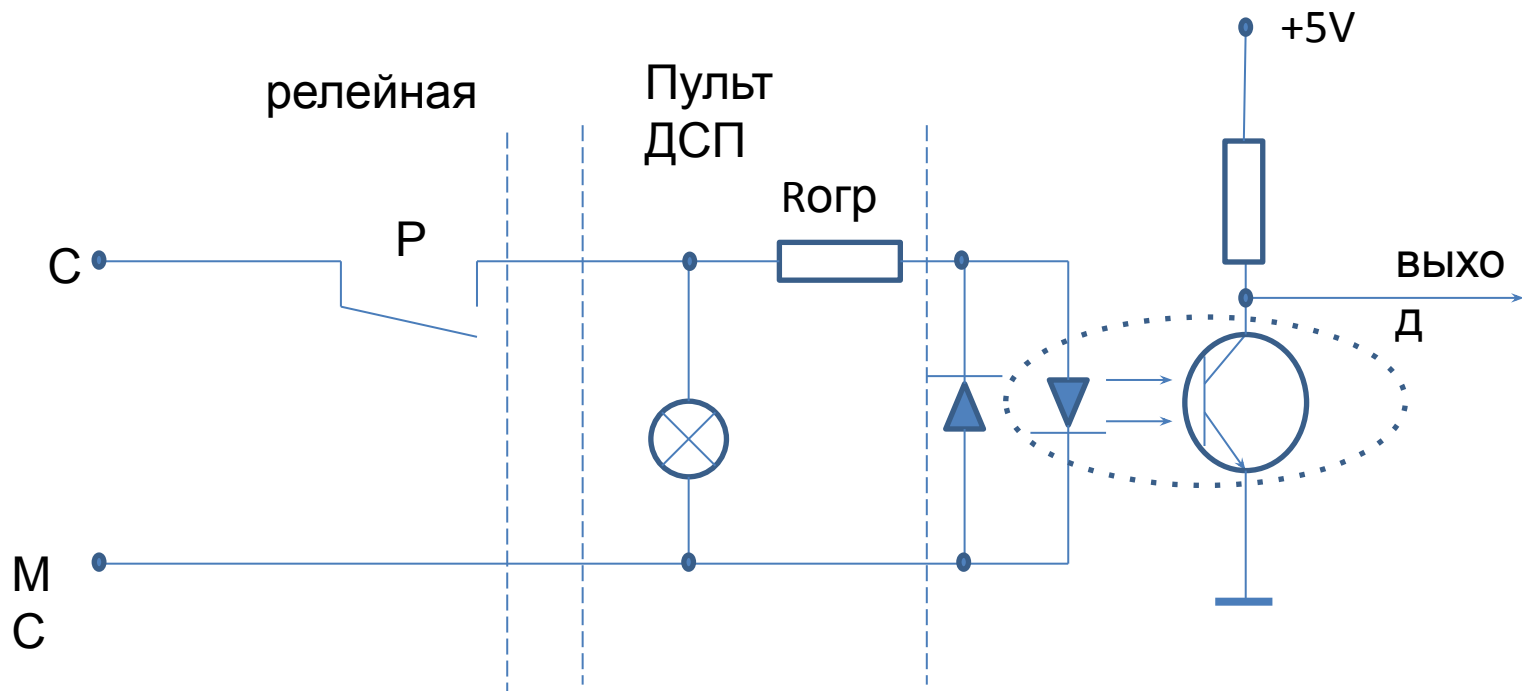 +5V
релейная
Пульт
ДСП
Rогр
Р
С
выхо
д
М
С